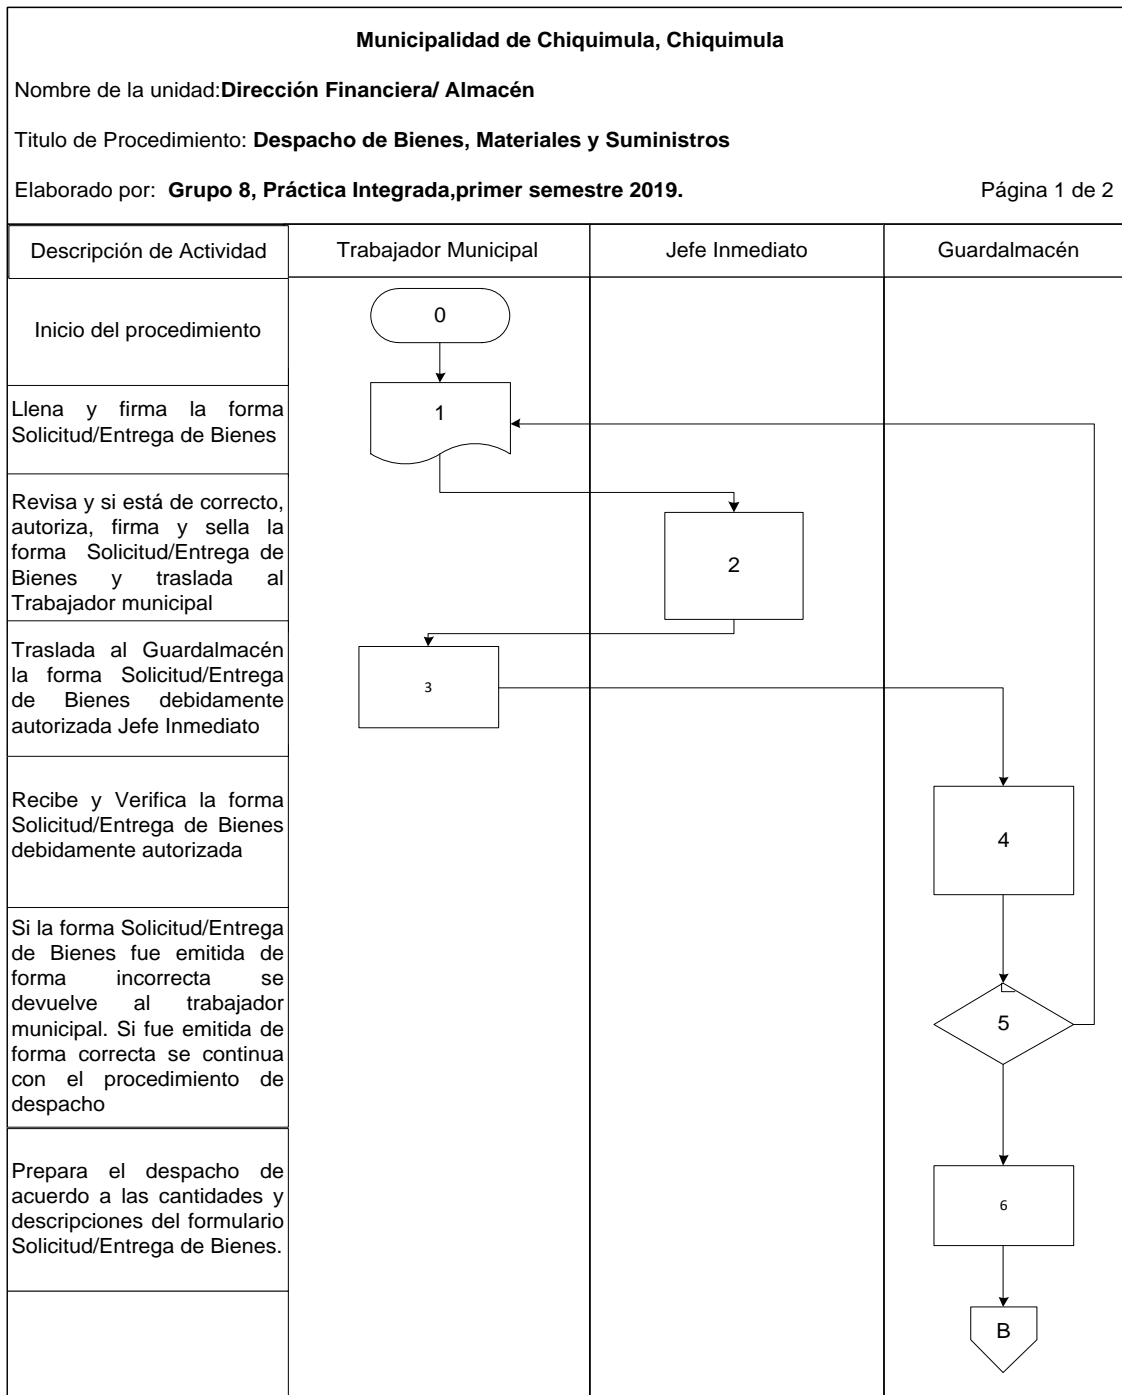 Municipalidad de Chiquimula, Chiquimula
Nombre de la unidad:Dirección Financiera/ Almacén
Titulo de Procedimiento: Despacho de Bienes, Materiales y Suministros
Elaborado por: Grupo 8, Práctica Integrada,primer semestre 2019. Página 1 de 2
Descripción de Actividad Trabajador Municipal Jefe Inmediato Guardalmacén
Inicio del procedimiento
0
Llena y firma la forma
Solicitud/Entrega de Bienes
1
Revisa y si está de correcto,
autoriza, firma y sella la
forma Solicitud/Entrega de
Bienes y traslada al
Trabajador municipal
2
Traslada al Guardalmacén
la forma Solicitud/Entrega
de Bienes debidamente
autorizada Jefe Inmediato
3
Recibe y Verifica la forma
Solicitud/Entrega de Bienes
debidamente autorizada
4
Si la forma Solicitud/Entrega
de Bienes fue emitida de
forma incorrecta se
devuelve al trabajador
municipal. Si fue emitida de
forma correcta se continua
con el procedimiento de
despacho
5
Prepara el despacho de
acuerdo a las cantidades y
descripciones del formulario
Solicitud/Entrega de Bienes.
6
B